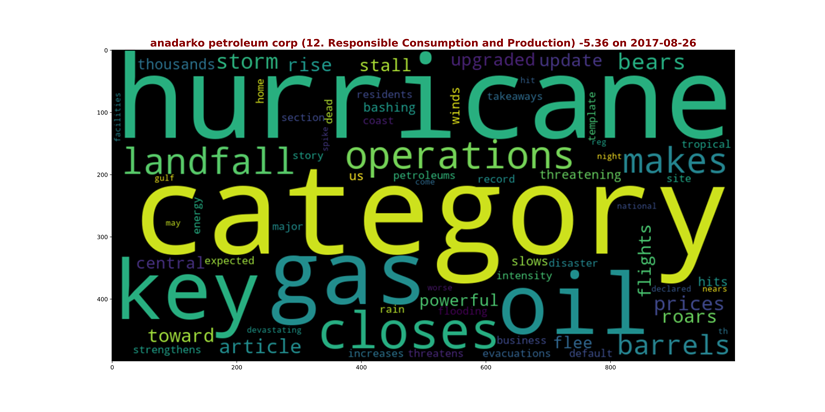 anadarko petroleum corp (12. Responsible Consumption and Production) -5.36 on 2017-08-26
0
100
200
300
400
0
200
400
600
800
thousands
storm
rise
stall
upgraded
update
bears
hurricane
hit
home
residents
takeaways
facilities
section
dead
bashing
coast
winds
template
spike
reg
tropical
landfall
story
operations
night
makes
gulf
us
petroleums
come
record
threatening
site
category
may
energy
major
national
central
expected
slows
disaster
flights
intensity
hits
key
gas
worse
declared
nears
powerful
oil
prices
rain
flooding
roars
toward
closes
devastating
th
strengthens
article
business
flee
barrels
increases
threatens
evacuations
default